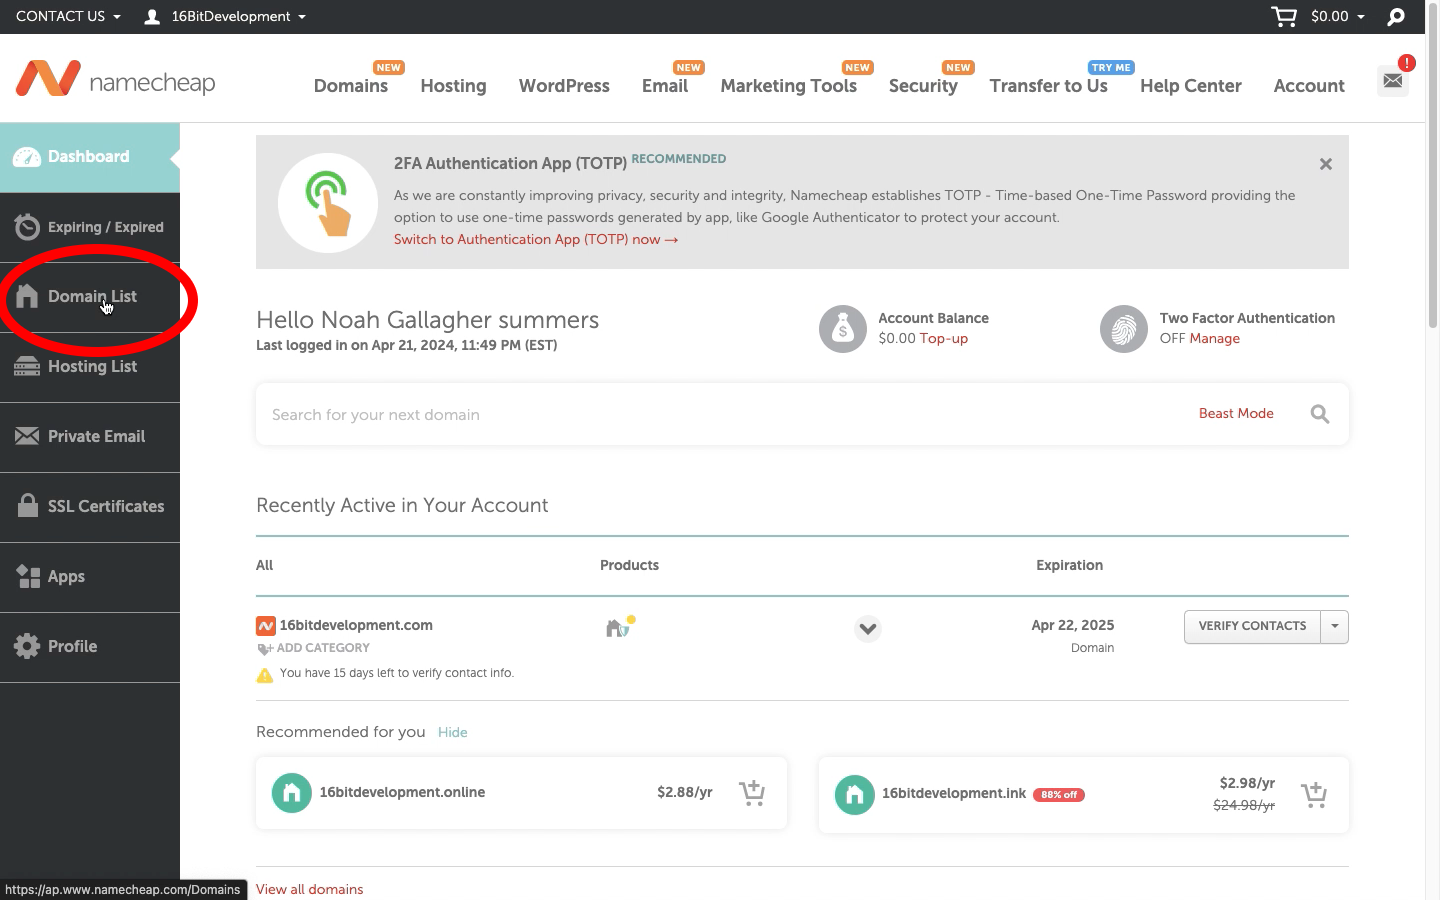 CONTACT US
16BitDevelopment
$0.00
namecheap
Domains NEW
Hosting
WordPress
Email NEW
Marketing Tools NEW
Security NEW
Transfer to Us TRY ME
Help Center
Account
!
Dashboard
Expiring / Expired
Domain List
Hosting List
Private Email
SSL Certificates
Apps
Profile
2FA Authentication App (TOTP) RECOMMENDED
As we are constantly improving privacy, security and integrity, Namecheap establishes TOTP - Time-based One-Time Password providing the
option to use one-time passwords generated by app, like Google Authenticator to protect your account.
Switch to Authentication App (TOTP) now →
Hello Noah Gallagher summers
Last logged in on Apr 21, 2024, 11:49 PM (EST)
Account Balance
$0.00 Top-up
Two Factor Authentication
OFF Manage
Search for your next domain
Beast Mode
Recently Active in Your Account
All Products Expiration
16bitdevelopment.com
ADD CATEGORY
You have 15 days left to verify contact info.
Apr 22, 2025
Domain
VERIFY CONTACTS
Recommended for you Hide
16bitdevelopment.online $2.88/yr
16bitdevelopment.ink 88% off
$2.98/yr
$24.98/yr
View all domains
https://ap.www.namecheap.com/Domains